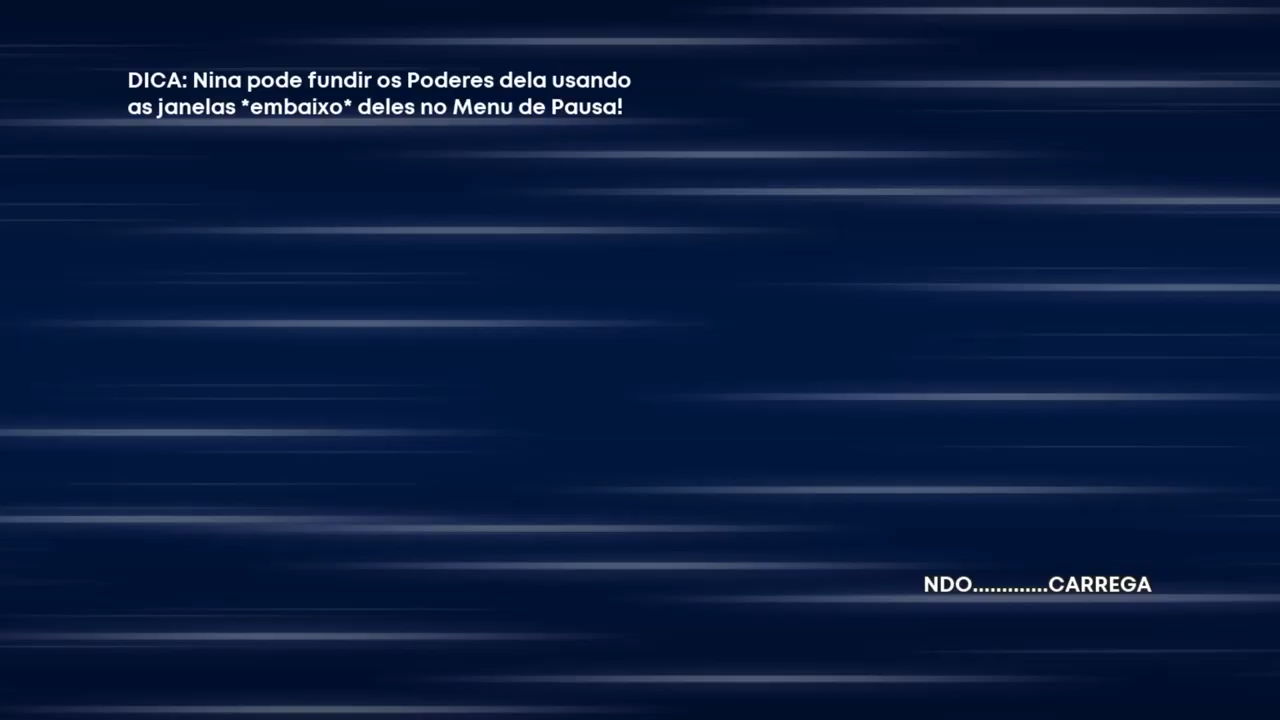 DICA: Nina pode fundir os Poderes dela usando
as janelas *embaixo* deles no Menu de Pausa!
NDO.............CARREGA